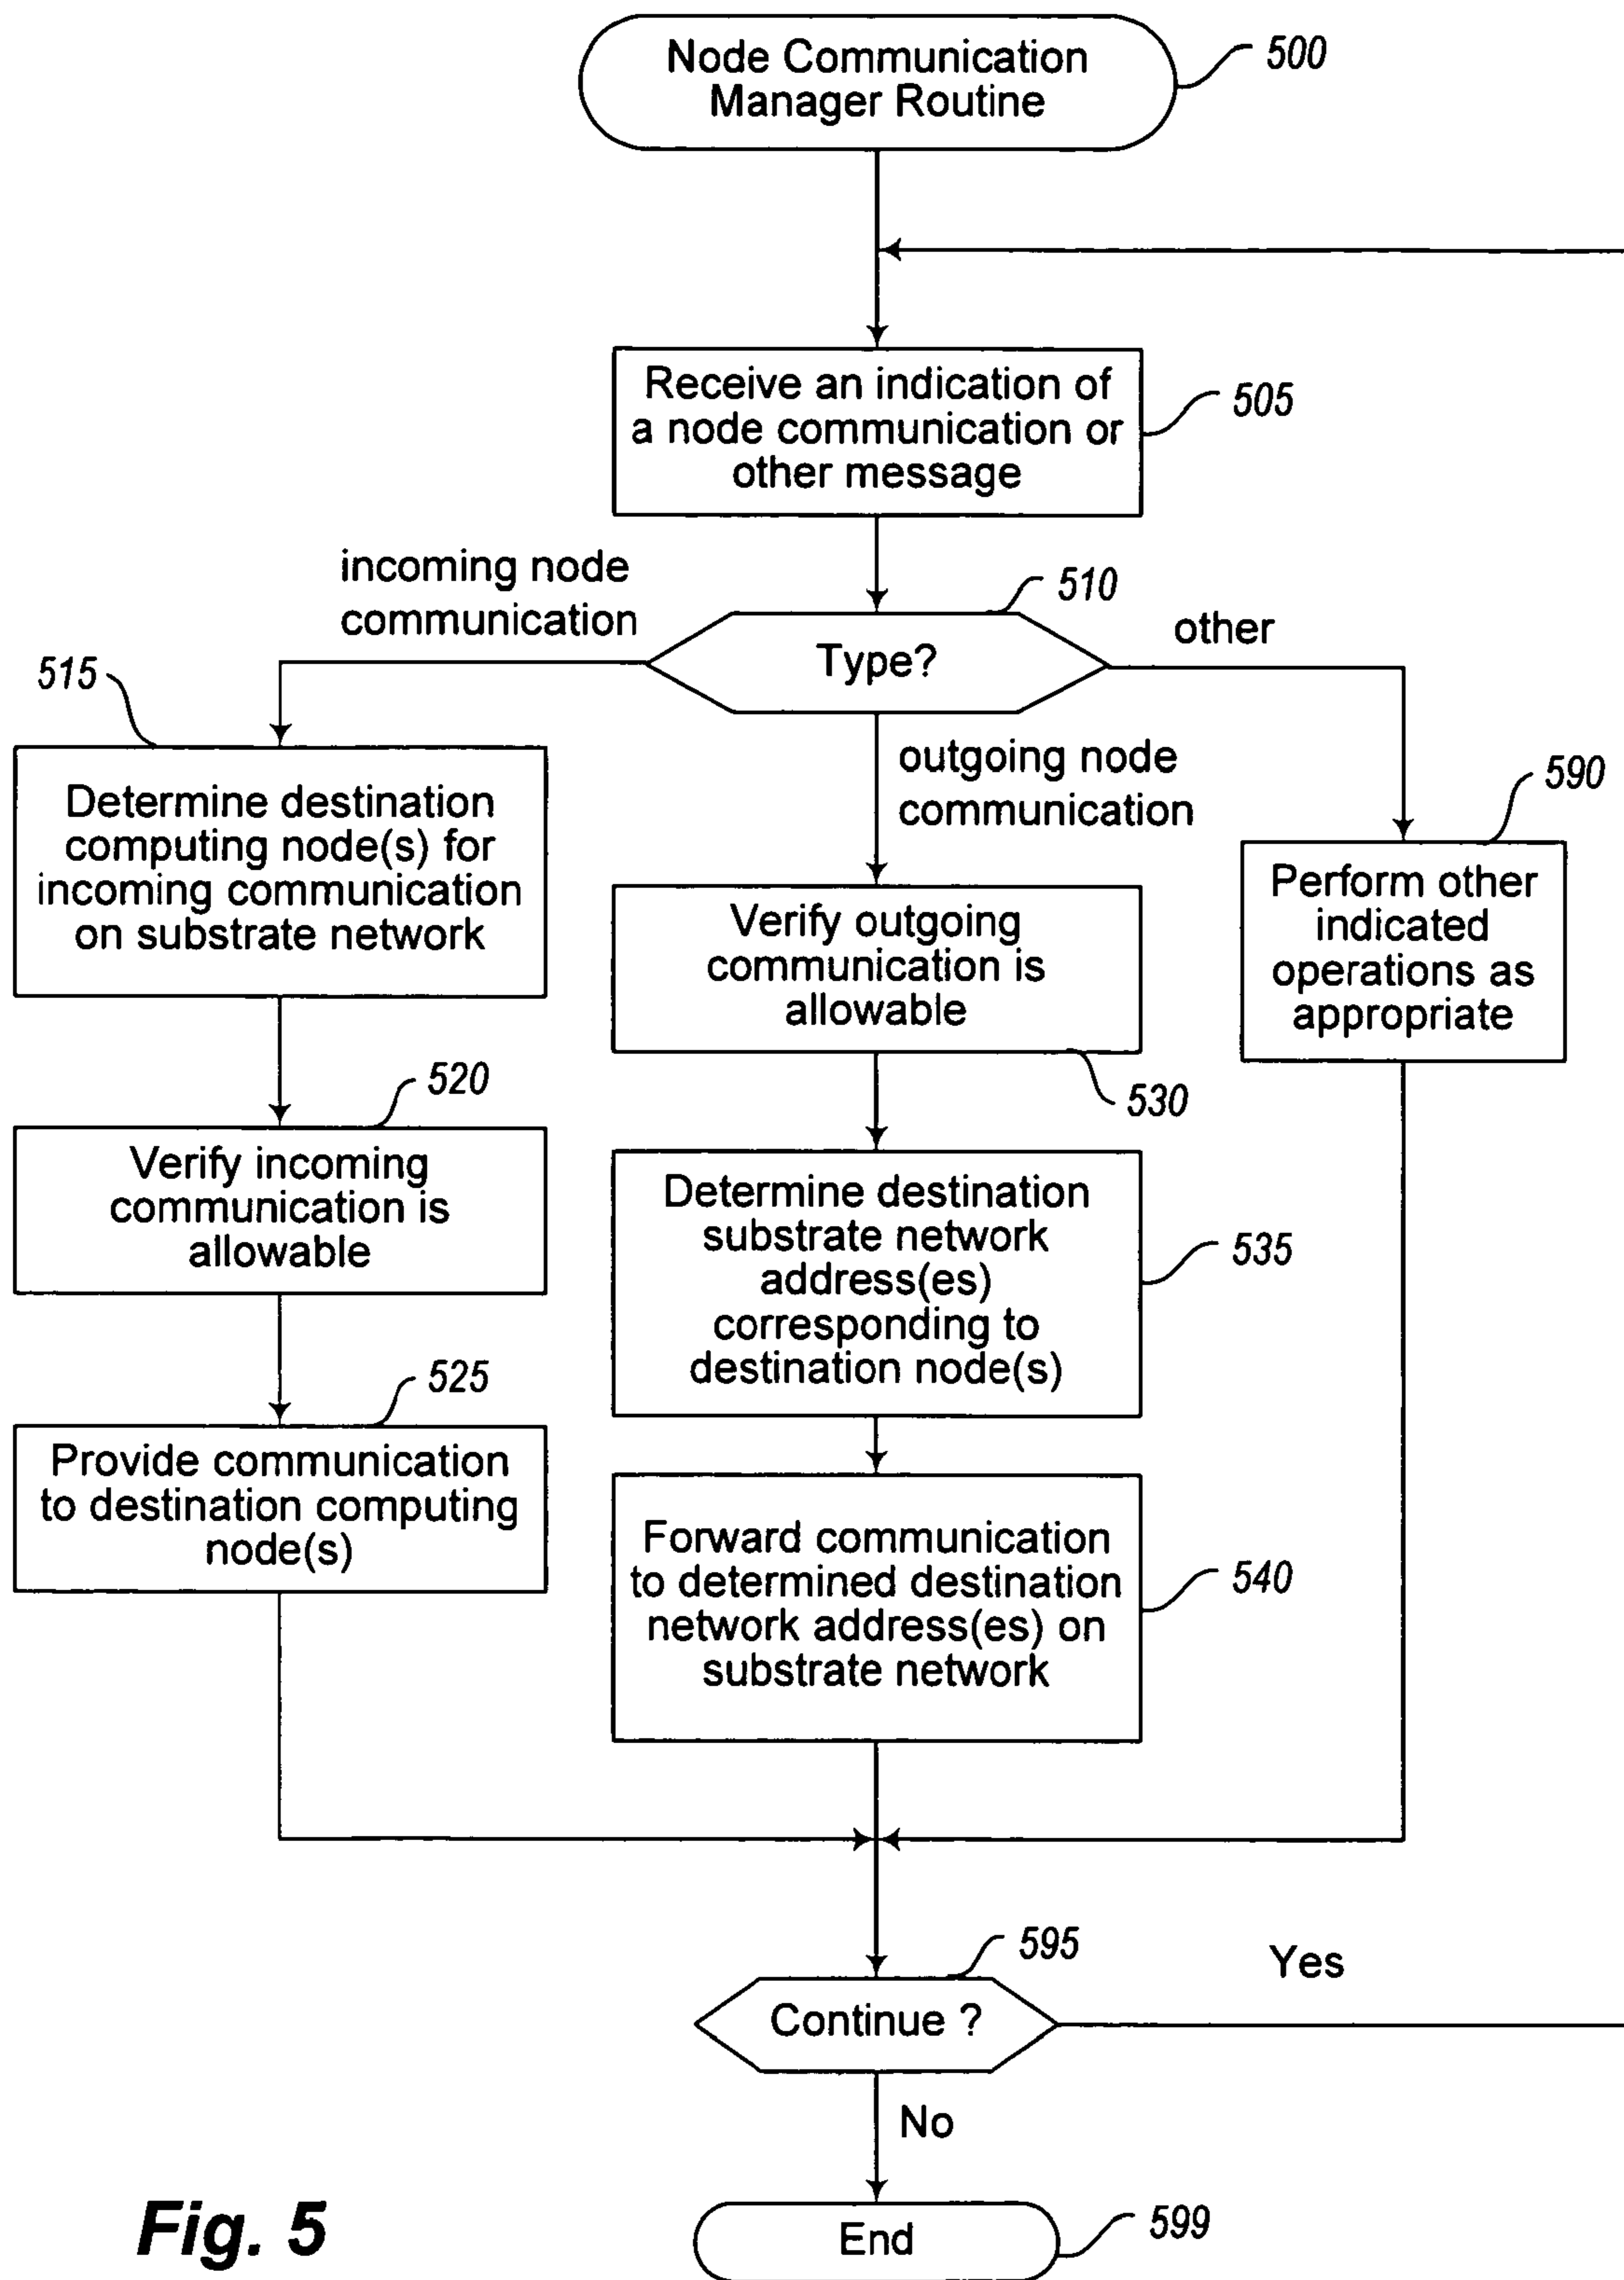 Node Communication
Manager Routine
500
Receive an indication of
a node communication or
other message
505
incoming node
communication
510
Type?
other
515
outgoing node
communication
590
Determine destination
computing node(s) for
incoming communication
on substrate network
Verify outgoing
communication is
allowable
530
Perform other
indicated
operations as
appropriate
520
Verify incoming
communication is
allowable
Determine destination
substrate network
address(es)
corresponding to
destination node(s)
535
525
Provide communication
to destination computing
node(s)
Forward communication
to determined destination
network address(es) on
substrate network
540
595
Continue ?
Yes
No
End
599
Fig. 5